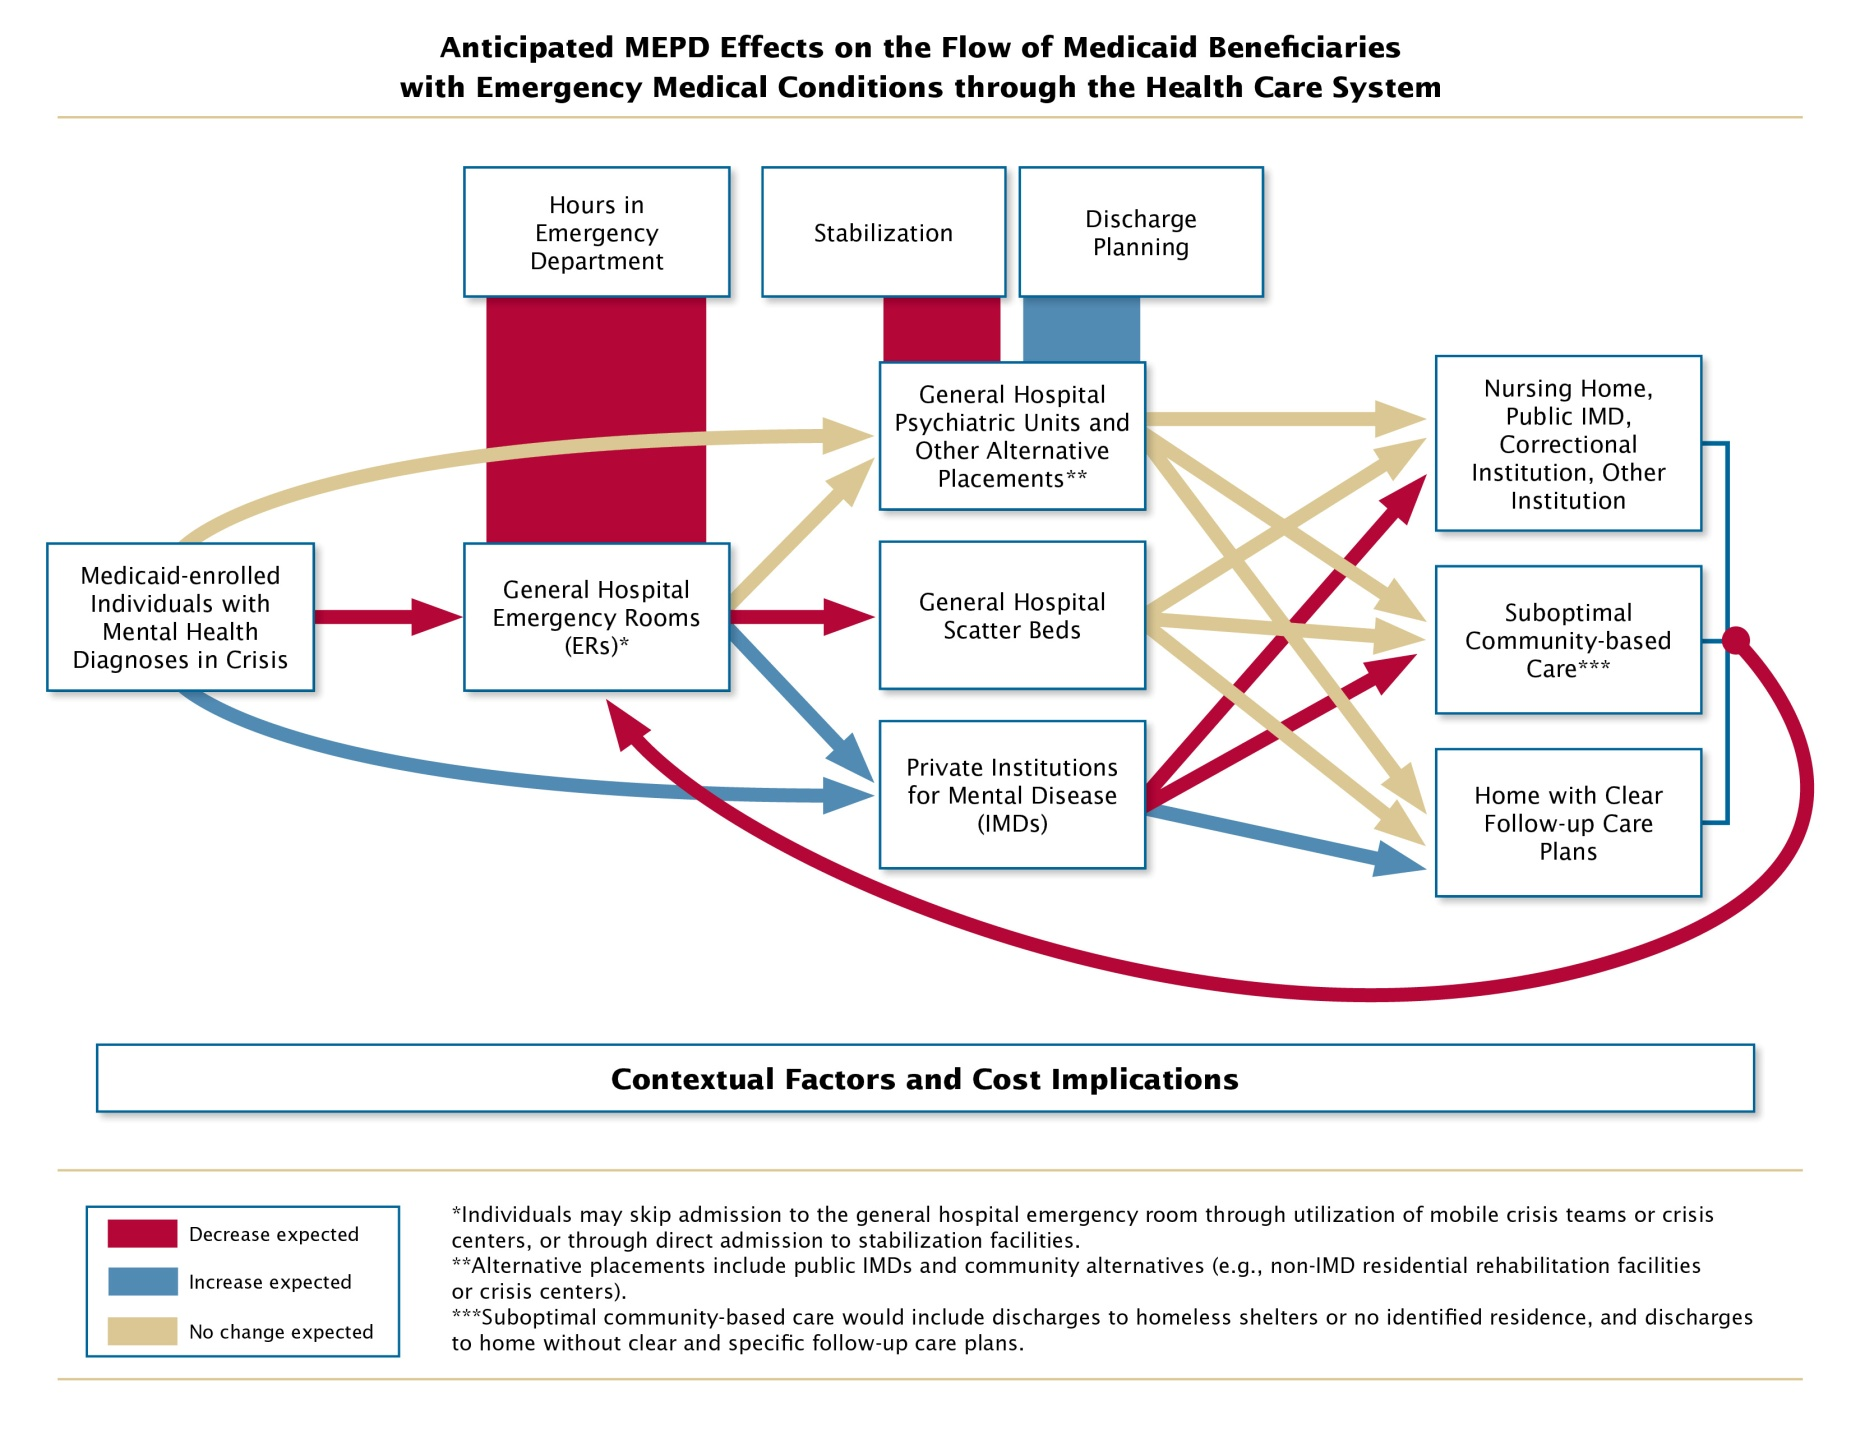 Anticipated MEPD Effects on the Flow of Medicaid Beneficiaries
with Emergency Medical Conditions through the Health Care System
Hours in
Emergency
Department
Stabilization
Discharge
Planning
General Hospital
Psychiatric Units and
Other Alternative
Placements**
Nursing Home,
Public IMD,
Correctional
Institution, Other
Institution
Medicaid-enrolled
Individuals with
Mental Health
Diagnoses in Crisis
General Hospital
Emergency Rooms
(ERs)*
General Hospital
Scatter Beds
Suboptimal
Community-based
Care***
Private Institutions
for Mental Disease
(IMDs)
Home with Clear
Follow-up Care
Plans
Contextual Factors and Cost Implications
Decrease expected
Increase expected
No change expected
*Individuals may skip admission to the general hospital emergency room through utilization of mobile crisis teams or crisis
centers, or through direct admission to stabilization facilities.
**Alternative placements include public IMDs and community alternatives (e.g., non-IMD residential rehabilitation facilities
or crisis centers).
***Suboptimal community-based care would include discharges to homeless shelters or no identified residence, and discharges
to home without clear and specific follow-up care plans.